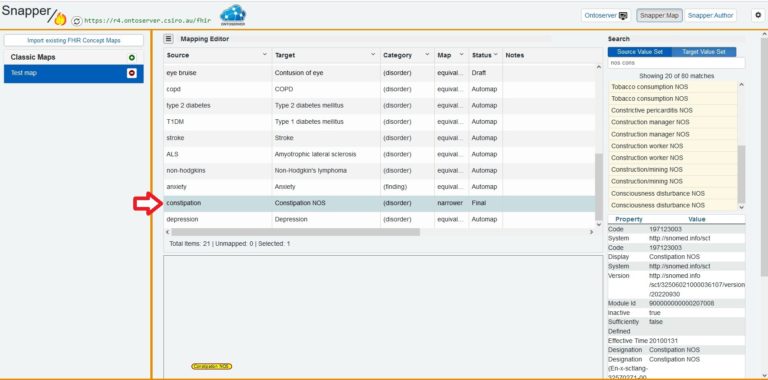 Snapper
https://r4.ontoserver.csiro.au/fhir
ONTOSERVER
Ontoserver
Snapper:Map
Snapper:Author
Import existing FHIR Concept Maps
Classic Maps
Test map
Mapping Editor
Source Target Category Map Status Notes
eye bruise Contusion of eye (disorder) equival... Draft
copd COPD (disorder) equival... Automap
type 2 diabetes Type 2 diabetes mellitus (disorder) equival... Automap
T1DM Type 1 diabetes mellitus (disorder) equival... Automap
stroke Stroke (disorder) equival... Automap
ALS Amyotrophic lateral sclerosis (disorder) equival... Automap
non-hodgkins Non-Hodgkin's lymphoma (disorder) equival... Automap
anxiety Anxiety (finding) equival... Automap
constipation Constipation NOS (disorder) narrower Final
depression Depression (disorder) equival... Automap
Total Items: 21 | Unmapped: 0 | Selected: 1
Constipation NOS
Search
Source Value Set Target Value Set
nos cons
Showing 20 of 80 matches
Tobacco consumption NOS
Tobacco consumption NOS
Constrictive pericarditis NOS
Construction manager NOS
Construction manager NOS
Construction worker NOS
Construction worker NOS
Construction/mining NOS
Construction/mining NOS
Consciousness disturbance NOS
Consciousness disturbance NOS
Property Value
Code 197123003
System http://snomed.info/sct
Code 197123003
Display Constipation NOS
System http://snomed.info/sct
Version http://snomed.info
/sct/32506021000036107/version
/20220930
Module Id 900000000000207008
Inactive true
Sufficiently false
Defined
Effective Time 20100131
Designation Constipation NOS
Designation Constipation NOS
(En-x-sctlang-